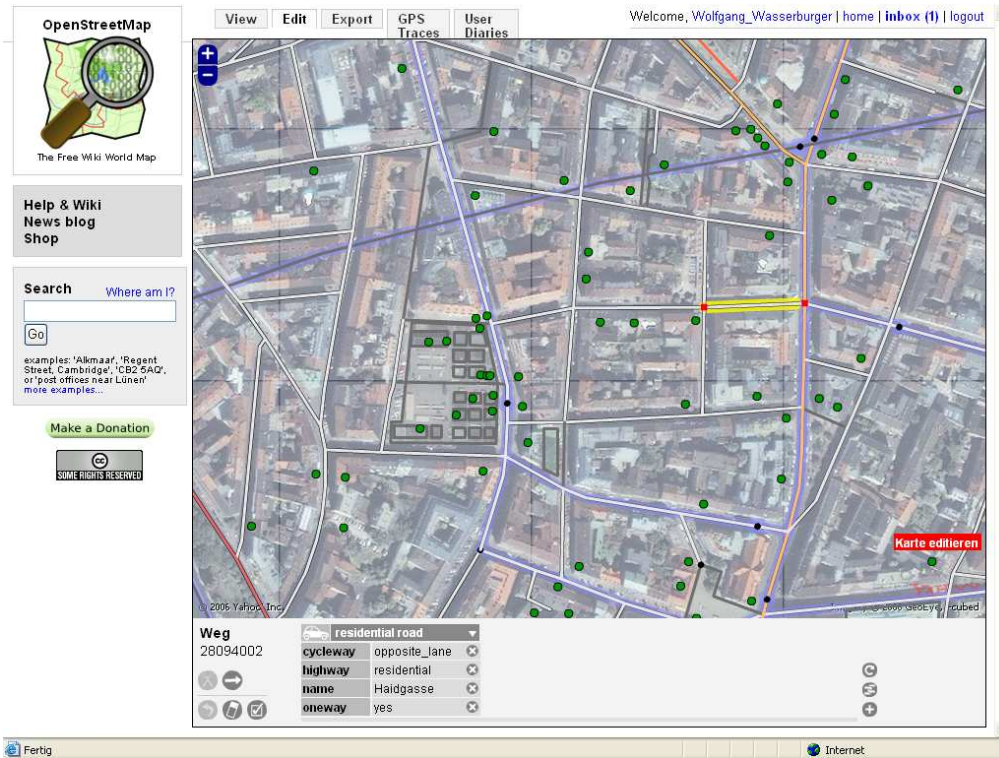 OpenStreetMap
The Free Wiki World Map
Help & Wiki
News blog
Shop
Search
Where am I?
Go
examples: 'Alkmaar', 'Regent
Street, Cambridge', 'CB2 5AQ',
or 'post offices near Lünen'
more examples...
Make a Donation
cc
SOME RIGHTS RESERVED
View
Edit
Export
GPS
Traces
User
Diaries
Welcome, Wolfgang_Wasserburger | home | inbox (1) | logout
+
−
Karte editieren
© 2006 Yahoo Inc.
GeoEye,
Weg
28094002
residential road
cycleway opposite_lane
highway residential
name Haidgasse
oneway yes
Fertig
Internet